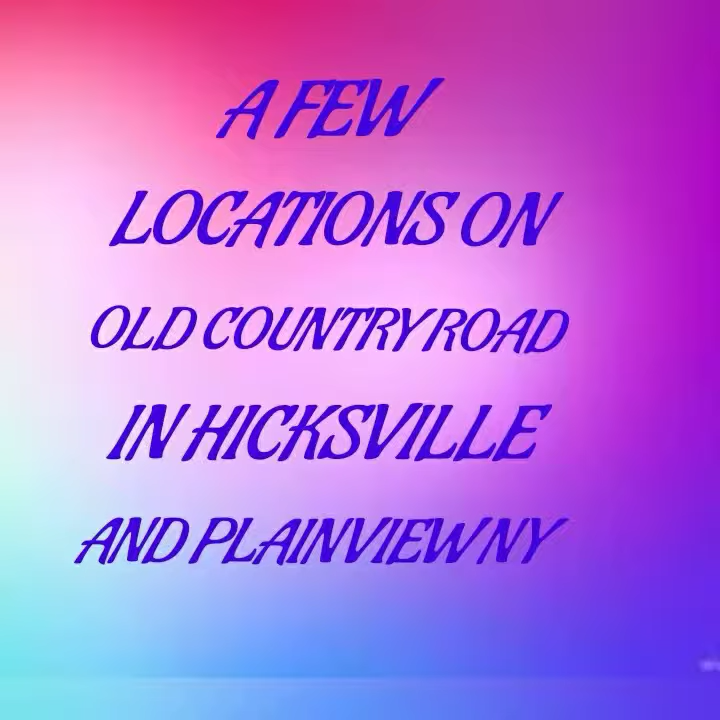 A FEW
LOCATIONS ON
OLD COUNTRY ROAD
IN HICKSVILLE
AND PLAINVIEW NY